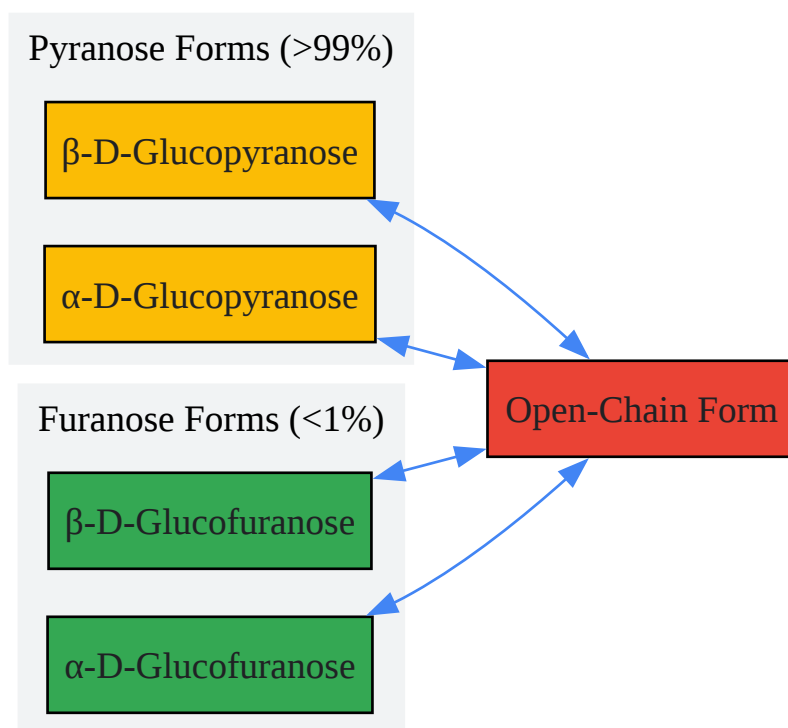 Pyranose Forms (>99%)
β-D-Glucopyranose
α-D-Glucopyranose
Open-Chain Form
Furanose Forms (<1%)
β-D-Glucofuranose
α-D-Glucofuranose